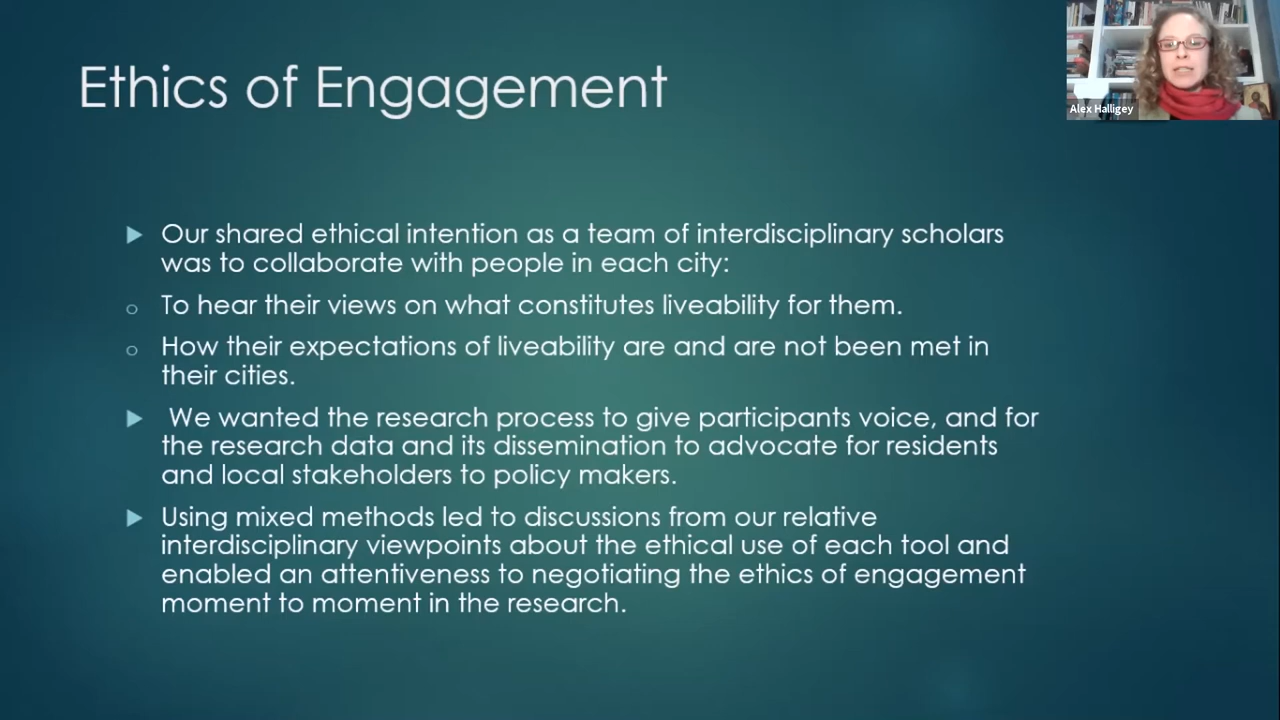 Ethics of Engagement
Alex Halligey
Our shared ethical intention as a team of interdisciplinary scholars
was to collaborate with people in each city:
To hear their views on what constitutes liveability for them.
How their expectations of liveability are and are not been met in
their cities.
We wanted the research process to give participants voice, and for
the research data and its dissemination to advocate for residents
and local stakeholders to policy makers.
Using mixed methods led to discussions from our relative
interdisciplinary viewpoints about the ethical use of each tool and
enabled an attentiveness to negotiating the ethics of engagement
moment to moment in the research.